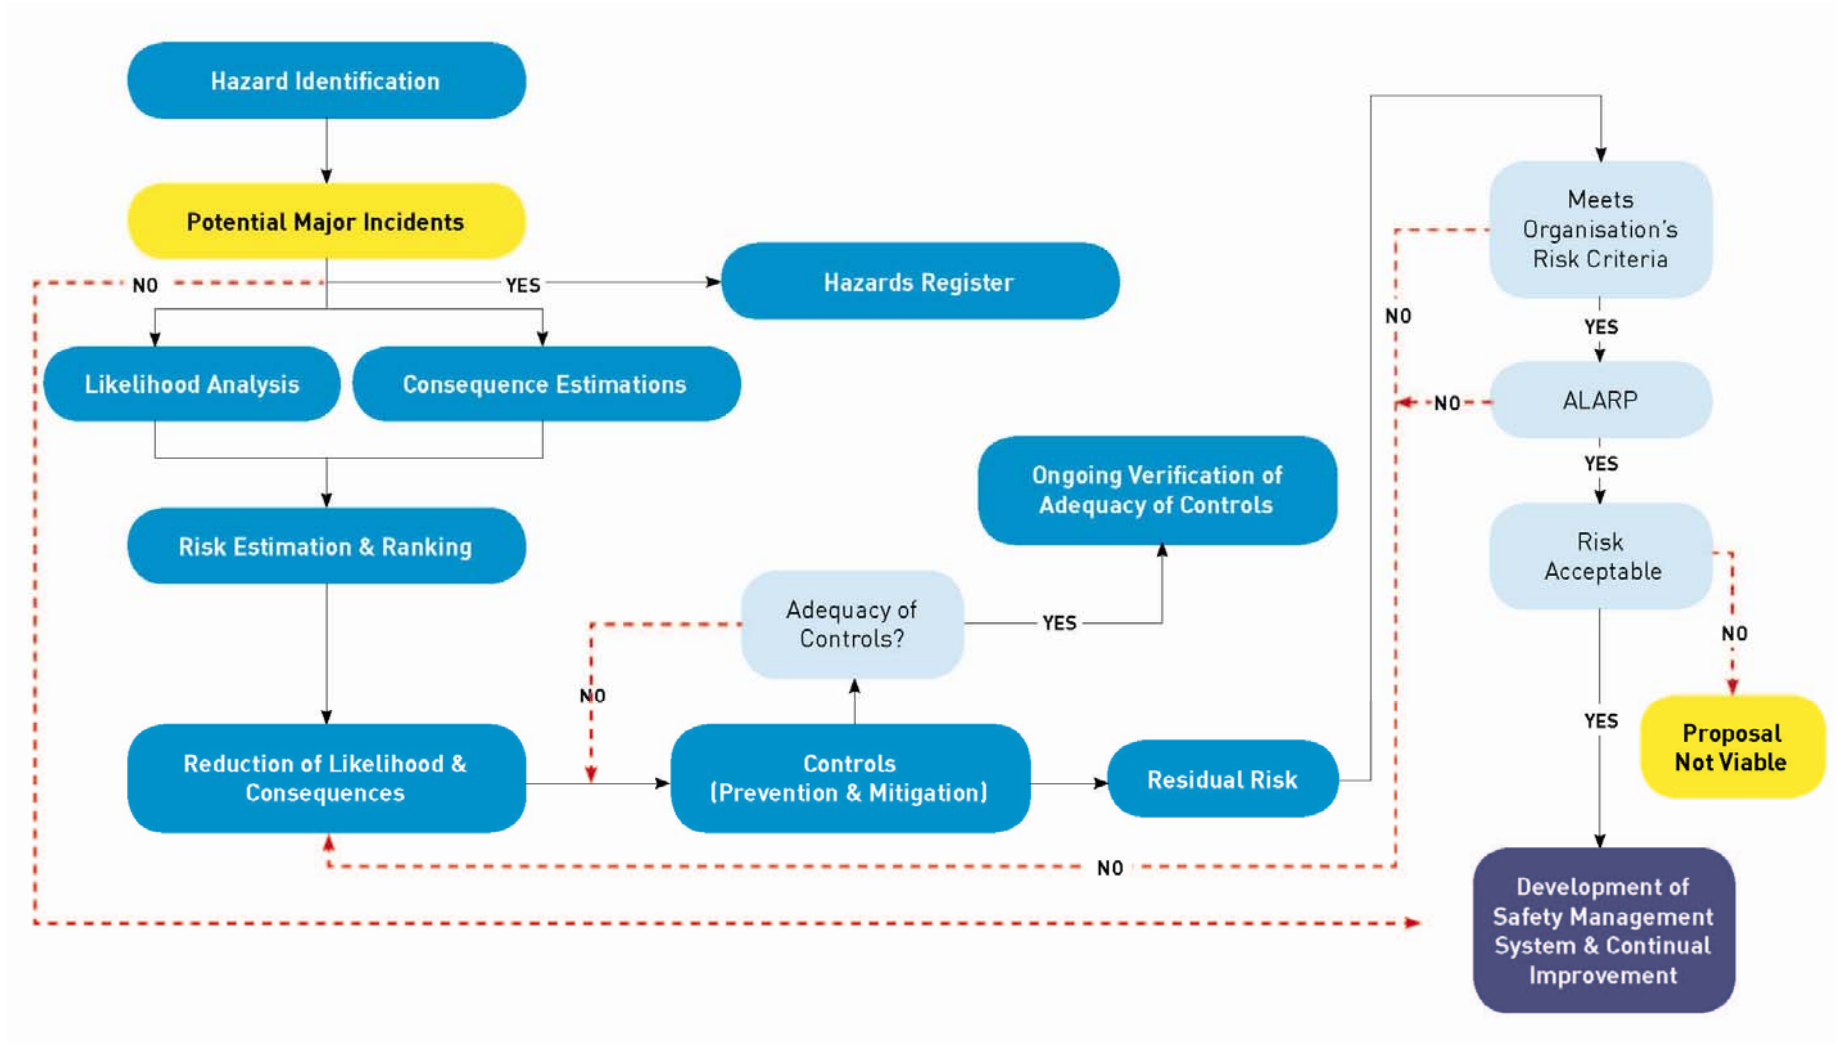 Hazard Identification
Potential Major Incidents
NO
YES
Hazards Register
Likelihood Analysis
Consequence Estimations
Risk Estimation & Ranking
Reduction of Likelihood &
Consequences
NO
Adequacy of
Controls?
YES
Ongoing Verification of
Adequacy of Controls
Controls
(Prevention & Mitigation)
Residual Risk
NO
Meets
Organisation's
Risk Criteria
NO
YES
ALARP
NO
YES
Risk
Acceptable
NO
YES
Proposal
Not Viable
Development of
Safety Management
System & Continual
Improvement